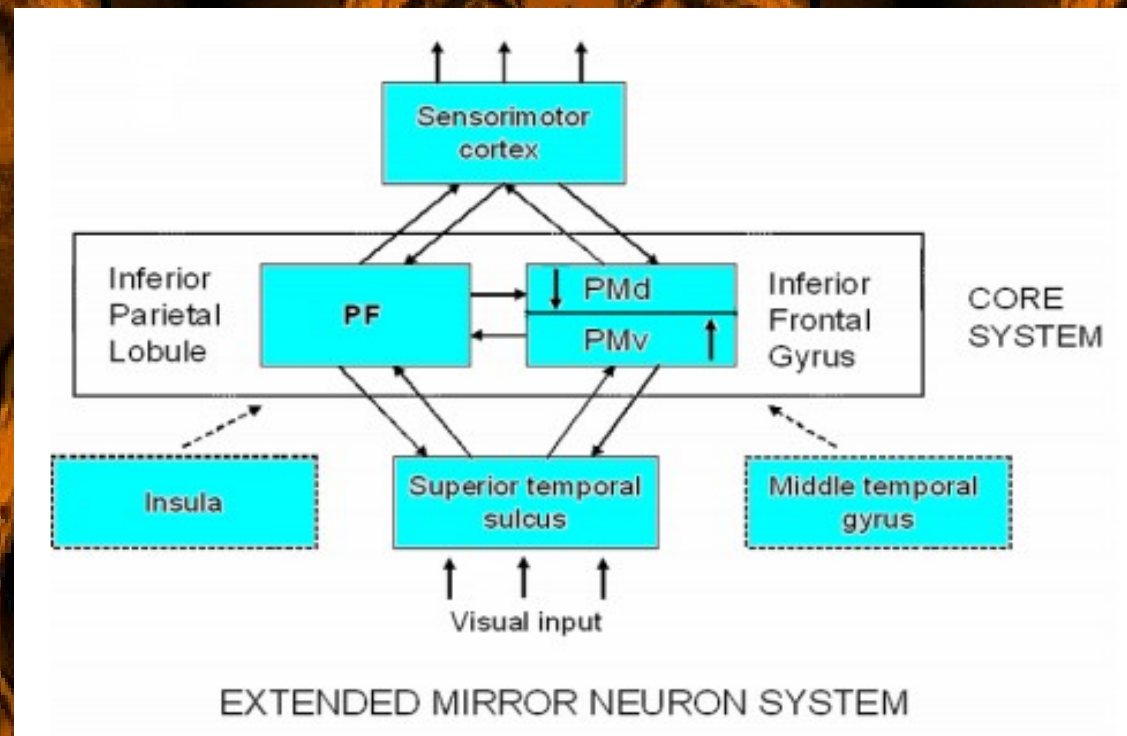 Sensorimotor
cortex
Inferior
Parietal
Lobule
PF
PMd
PMv
Inferior
Frontal
Gyrus
CORE
SYSTEM
Insula
Superior temporal
sulcus
Middle temporal
gyrus
Visual input
EXTENDED MIRROR NEURON SYSTEM